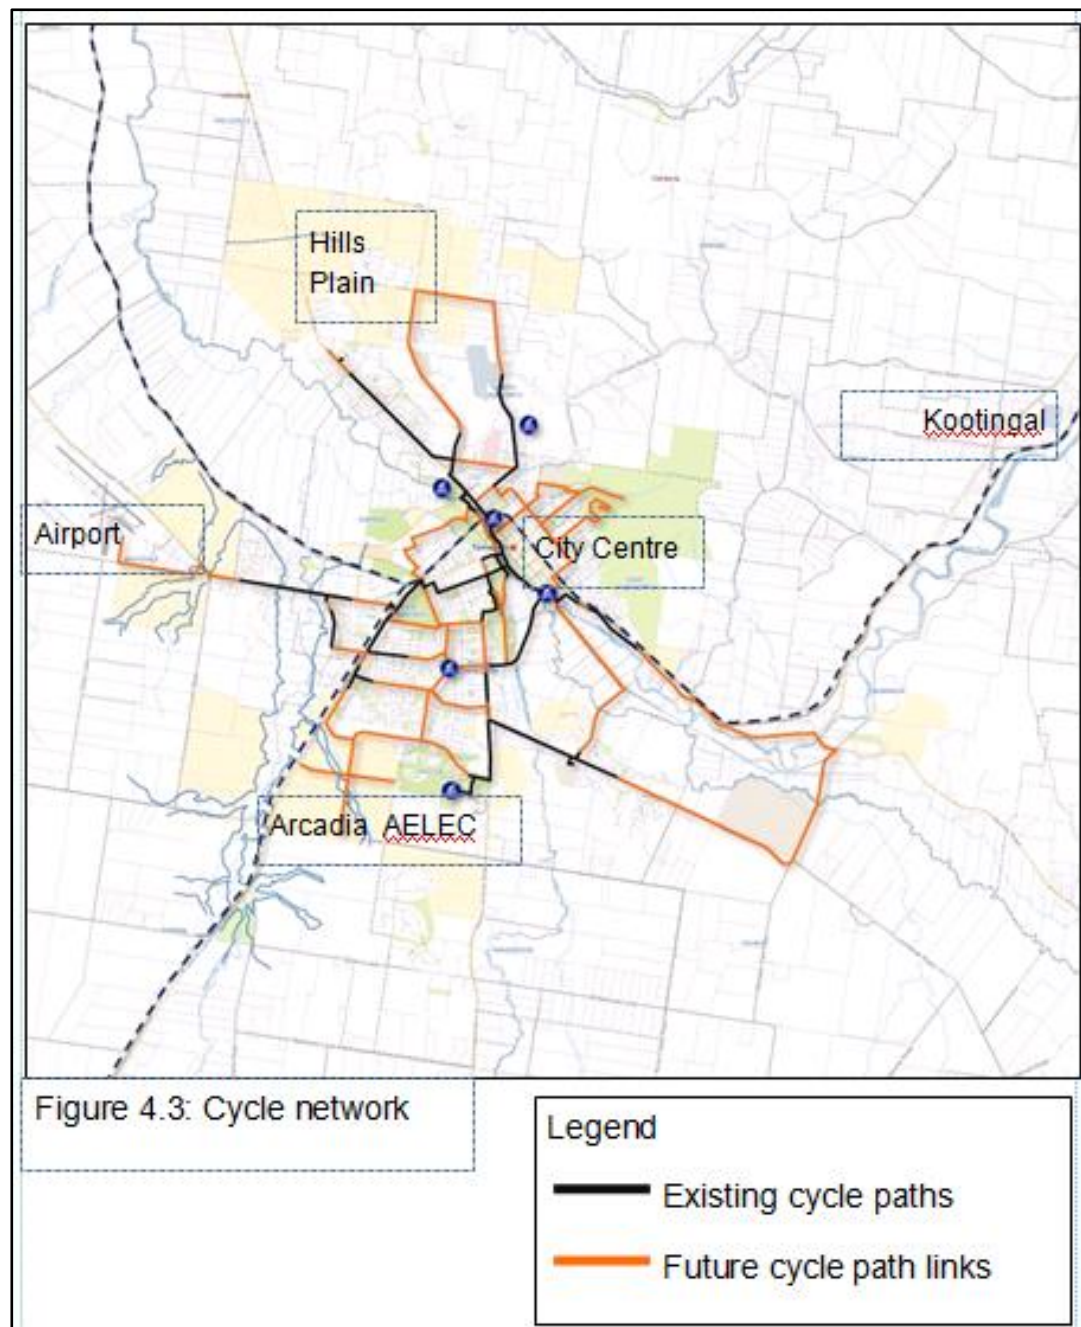 Hills
Plain
Kootingal
Airport
City Centre
Arcadia AELEC
Figure 4.3: Cycle network
Legend
Existing cycle paths
Future cycle path links